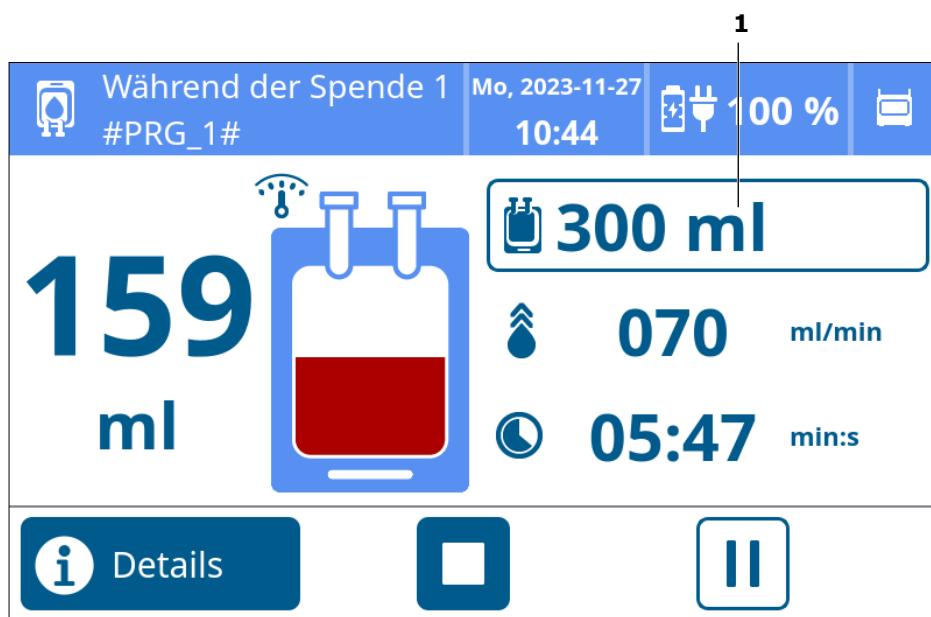 1
Während der Spende 1
#PRG_1#
Mo, 2023-11-27
10:44
100 %
159
ml
300 ml
070 ml/min
05:47 min:s
Details